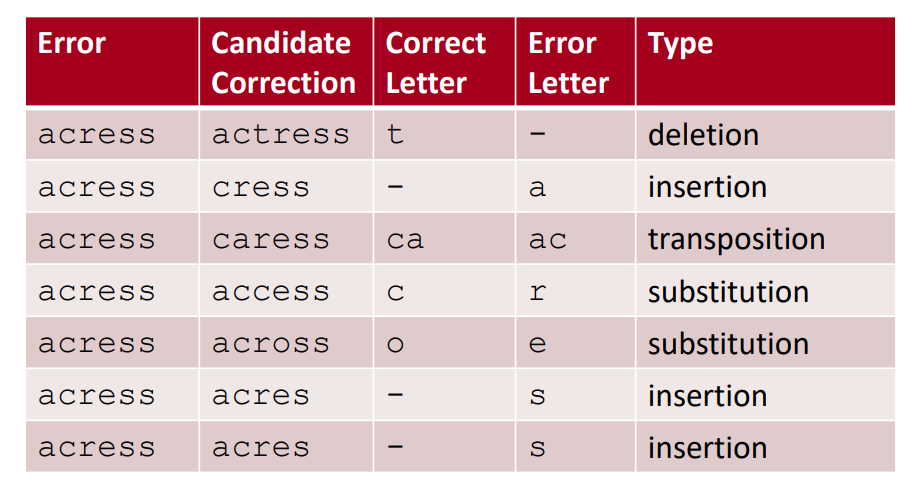 Error Candidate Correction Correct Letter Error Letter Type
acress actress t - deletion
acress cress - a insertion
acress caress ca ac transposition
acress access c r substitution
acress across o e substitution
acress acres - s insertion
acress acres - s insertion